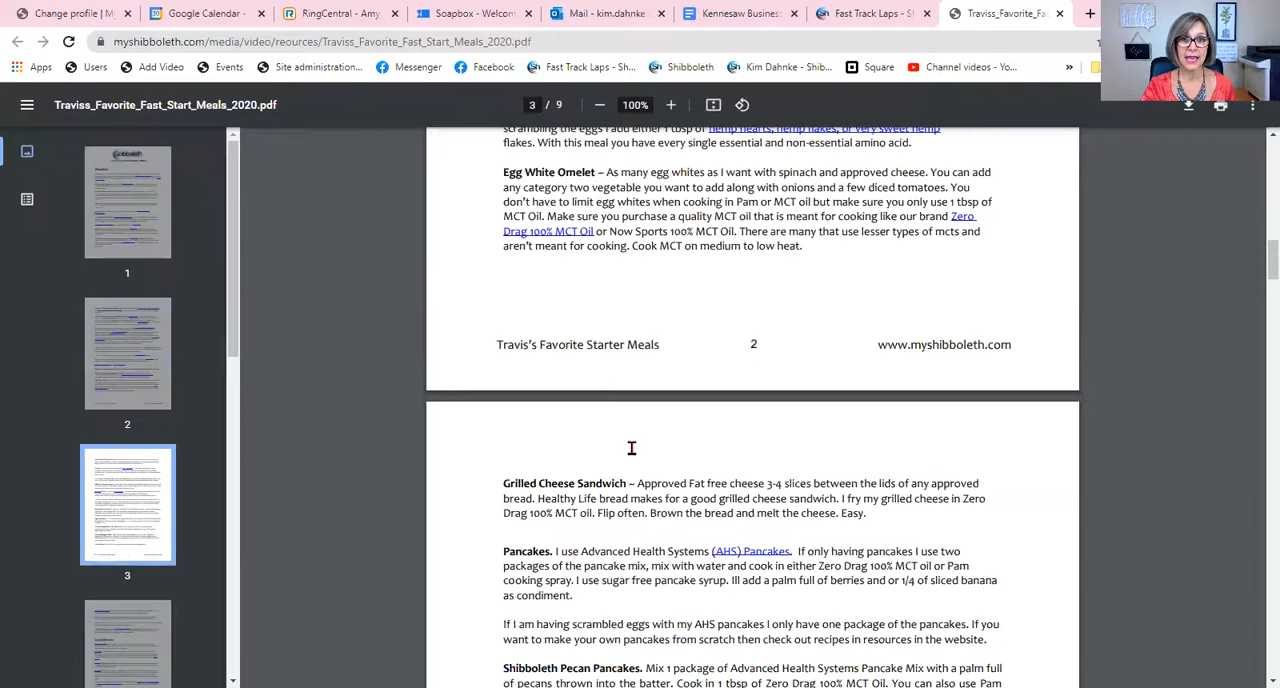 Change profile |
Google Calendar -
RingCentral - Amy
Soapbox - Welcom
Mail - kim.dahnke
Kennesaw Business
Fast Track Laps - S
Traviss_Favorite_Fa
myshibboleth.com/media/video/reources/Traviss_Favorite_Fast_Start_Meals_2020.pdf
Apps
Users
Add Video
Events
Site administratio...
Messenger
Fast Track Laps - Sh...
Shibboleth
Kim Dahnke - Shib...
Square
Channel videos - Yo...
»
Traviss_Favorite_Fast_Start_Meals_2020.pdf
3 / 9
100%
scrambling the eggs I add either 1 tbsp of hemp hearts, hemp flakes, or very sweet hemp
flakes. With this meal you have every single essential and non-essential amino acid.
Egg White Omelet ~ As many egg whites as I want with spinach and approved cheese. You can add
any category two vegetable you want to add along with onions and a few diced tomatoes. You
don't have to limit egg whites when cooking in Pam or MCT oil but make sure you only use 1 tbsp of
MCT Oil. Make sure you purchase a quality MCT oil that is meant for cooking like our brand Zero
Drag 100% MCT Oil or Now Sports 100% MCT Oil. There are many that use lesser types of mcts and
aren't meant for cooking. Cook MCT on medium to low heat.
Travis's Favorite Starter Meals
2
www.myshibboleth.com
Grilled Cheese Sandwich ~ Approved Fat free cheese 3-4 slices between the lids of any approved
bread. Healthy Life bread makes for a good grilled cheese sandwich. I fry my grilled cheese in Zero
Drag 100% MCT oil. Flip often. Brown the bread and melt the cheese. Easy.
Pancakes. I use Advanced Health Systems (AHS) Pancakes. If only having pancakes I use two
packages of the pancake mix, mix with water and cook in either Zero Drag 100% MCT oil or Pam
cooking spray. I use sugar free pancake syrup. Ill add a palm full of berries and or 1/4 of sliced banana
as condiment.
If I am having scrambled eggs with my AHS pancakes I only have one package of the pancakes. If you
want to make your own pancakes from scratch then check out recipes in resources in the website.
Shibboleth Pecan Pancakes. Mix 1 package of Advanced Health Systems Pancake Mix with a palm full
of pecans thrown into the batter. Cook in 1 tbsp of Zero Drag 100% MCT Oil. You can also use Pam
1
2
3